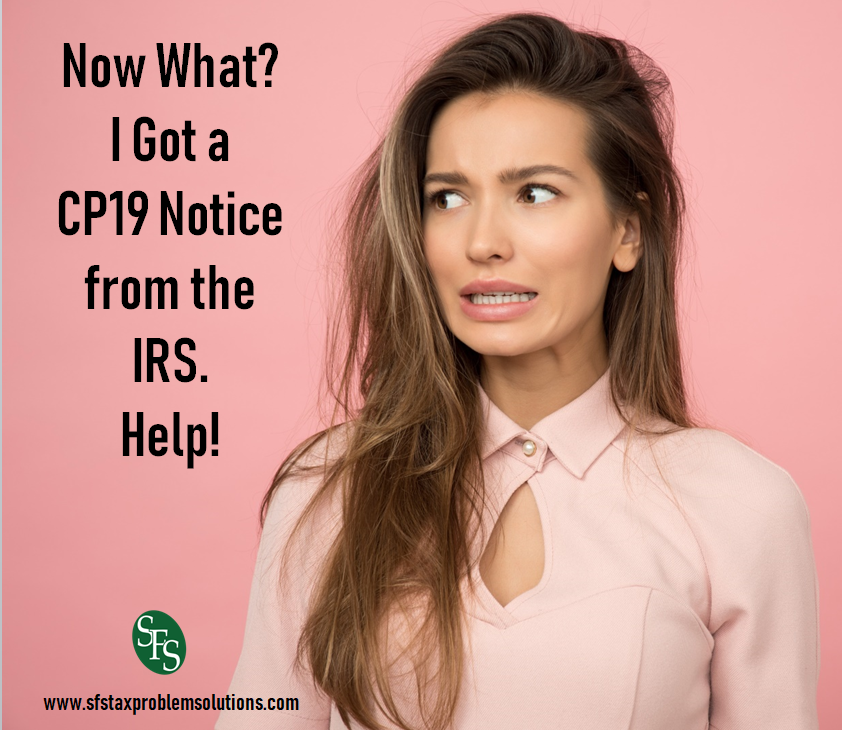 Now What?
I Got a
CP19 Notice
from the
IRS.
Help!
SFS
www.sfstaxproblemsolutions.com